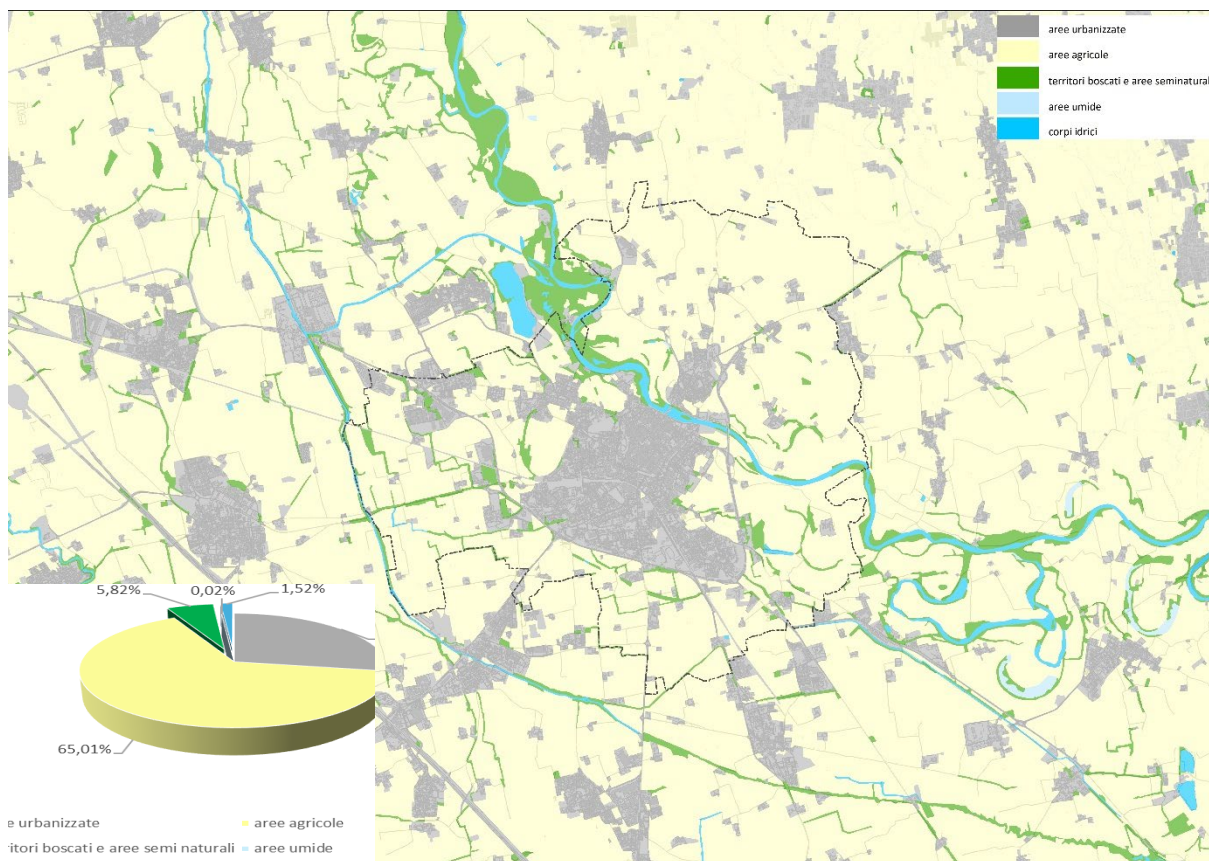 aree urbanizzate
aree agricole
territori boscati e aree seminatural
aree umide
corpi idrici
5,82%
0,02%
1,52%
65,01%
e urbanizzate
aree agricole
ritori boscati e aree semi naturali
aree umide